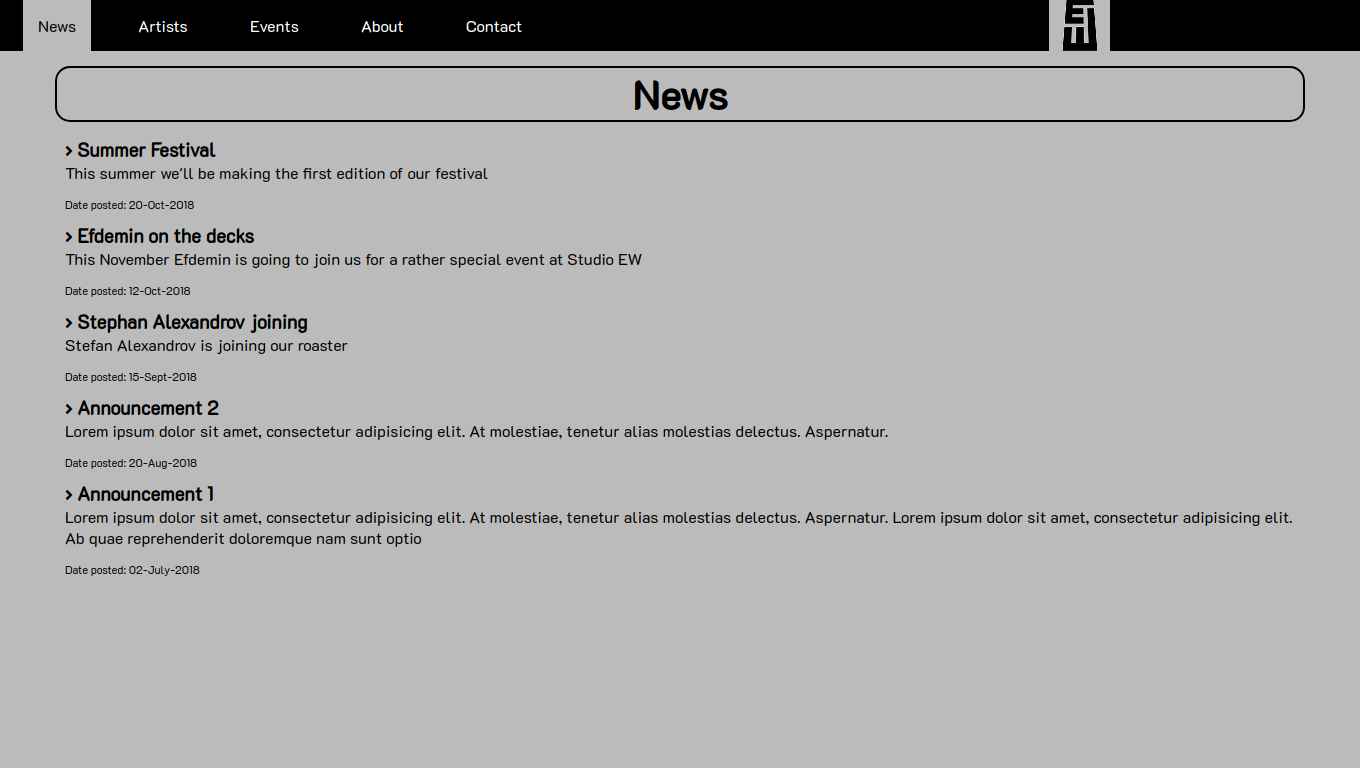 News
Artists
Events
About
Contact
News
Summer Festival
This summer we'll be making the first edition of our festival
Date posted: 20-Oct-2018
Efdemin on the decks
This November Efdemin is going to join us for a rather special event at Studio EW
Date posted: 12-Oct-2018
Stephan Alexandrov joining
Stefan Alexandrov is joining our roaster
Date posted: 15-Sept-2018
Announcement 2
Lorem ipsum dolor sit amet, consectetur adipisicing elit. At molestiae, tenetur alias molestias delectus. Aspernatur.
Date posted: 20-Aug-2018
Announcement 1
Lorem ipsum dolor sit amet, consectetur adipisicing elit. At molestiae, tenetur alias molestias delectus. Aspernatur. Lorem ipsum dolor sit amet, consectetur adipisicing elit.
Ab quae reprehenderit doloremque nam sunt optio
Date posted: 02-July-2018